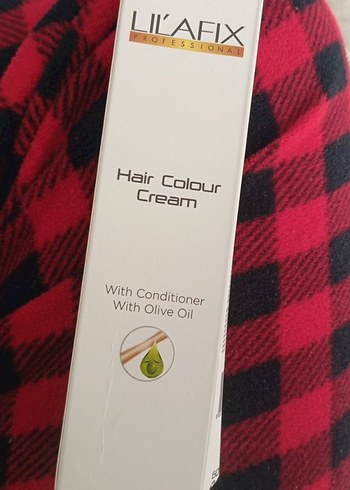 LIL'AFIX
PROFESSIONAL
Hair Colour
Cream
With Conditioner
With Olive Oil